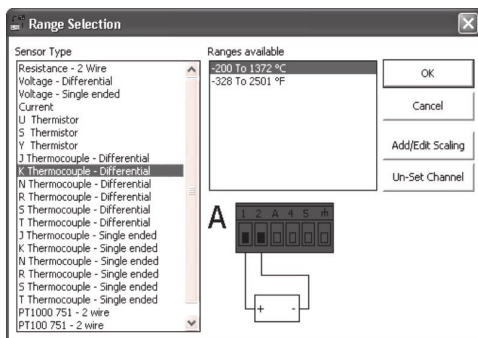 Range Selection
Sensor Type
Resistance - 2 Wire
Voltage - Differential
Voltage - Single ended
Current
U Thermistor
S Thermistor
Y Thermistor
J Thermocouple - Differential
K Thermocouple - Differential
N Thermocouple - Differential
R Thermocouple - Differential
S Thermocouple - Differential
T Thermocouple - Differential
J Thermocouple - Single ended
K Thermocouple - Single ended
N Thermocouple - Single ended
R Thermocouple - Single ended
S Thermocouple - Single ended
T Thermocouple - Single ended
PT1000 751 - 2 wire
PT100 751 - 2 wire
Ranges available
-200 To 1372 °C
-328 To 2501 °F
OK
Cancel
Add/Edit Scaling
Un-Set Channel
A
1 2 A 4 5
+ -